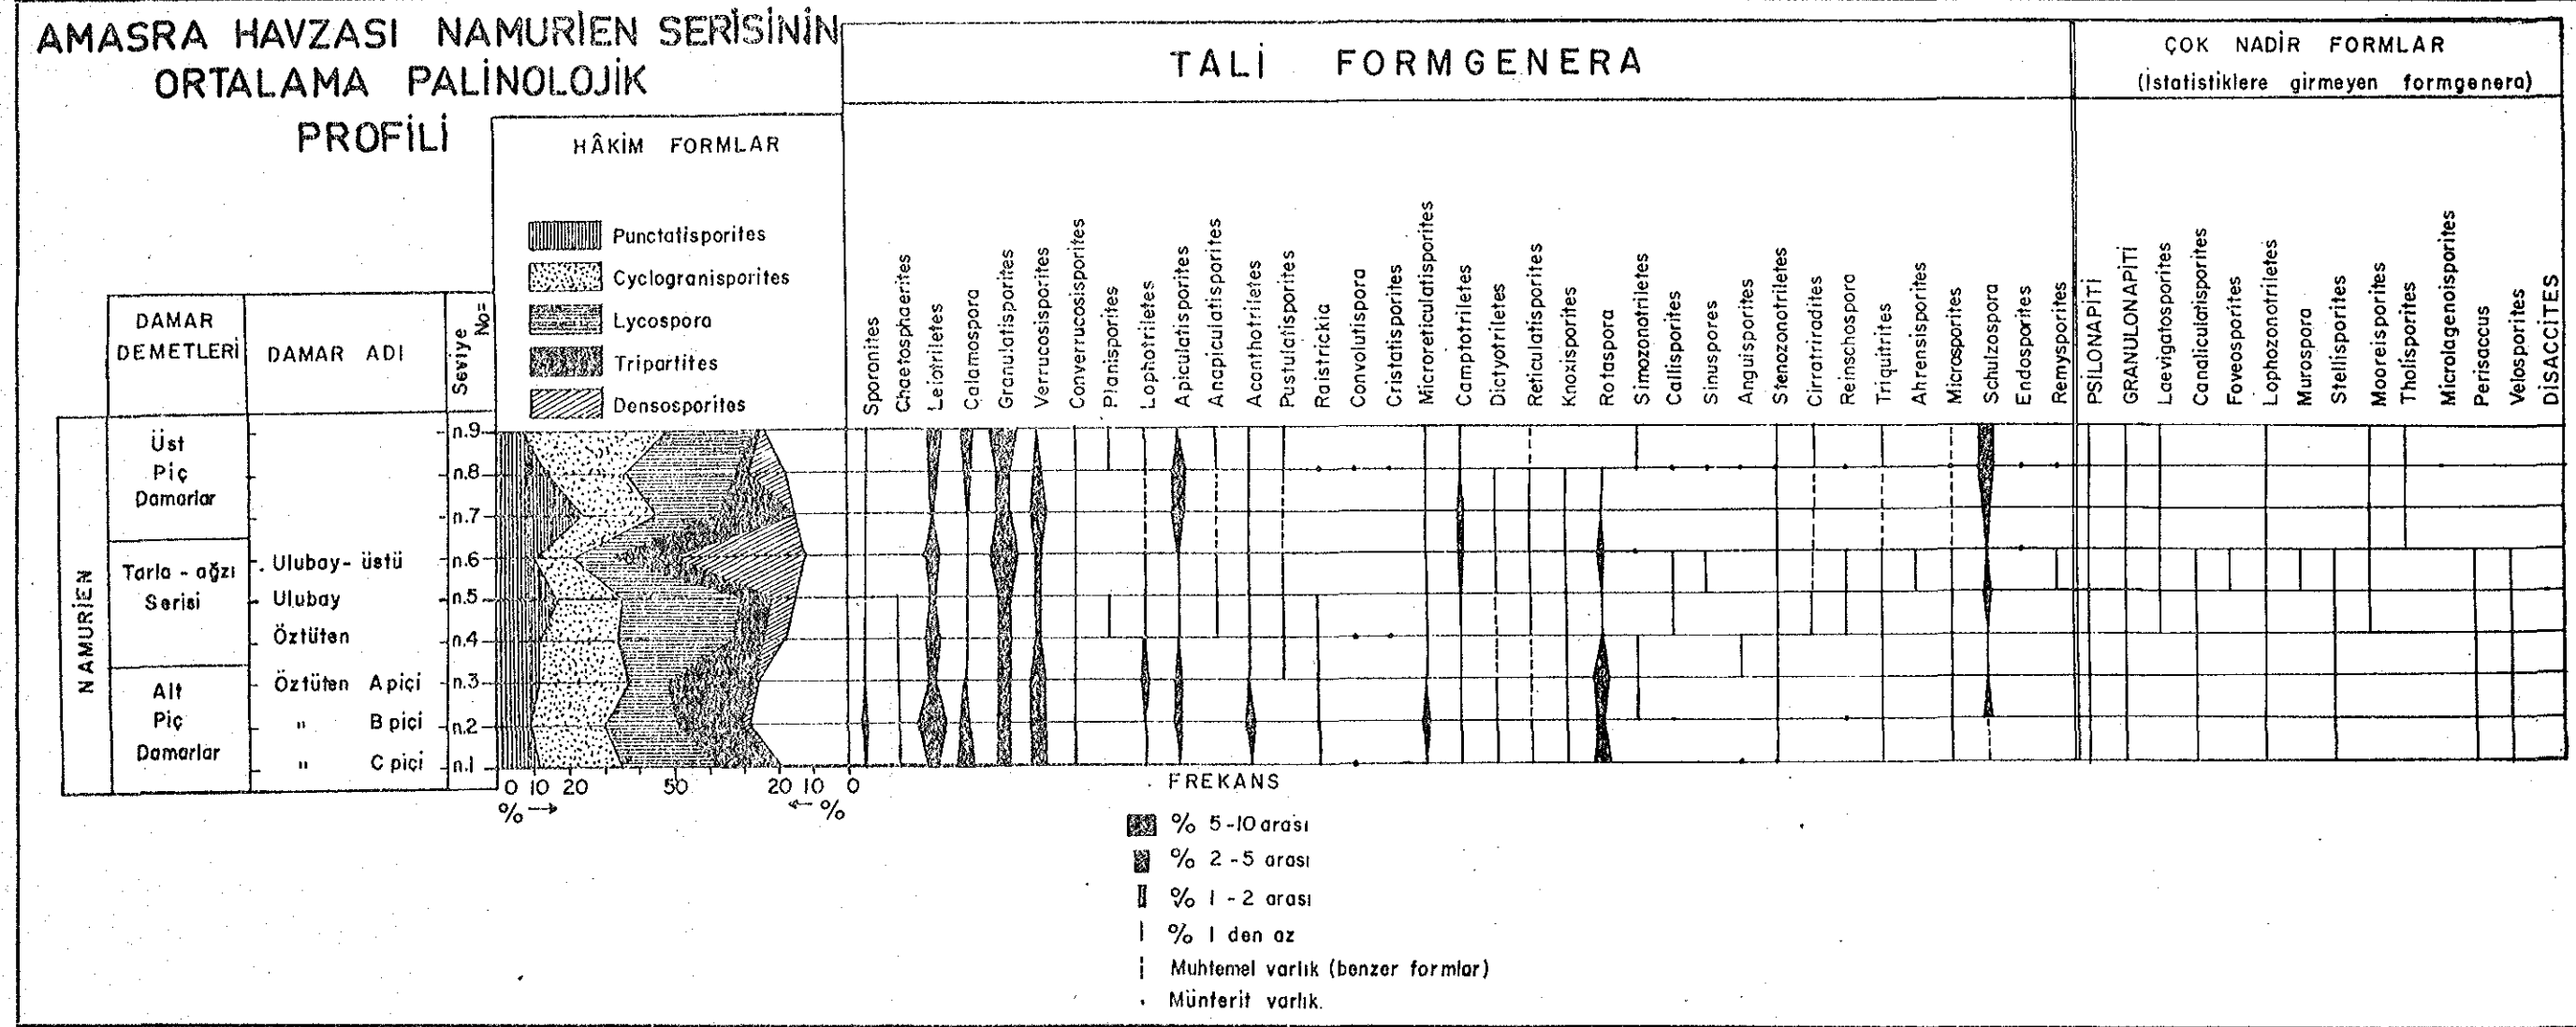 AMASRA HAVZASI NAMURİEN SERİSİNİN
ORTALAMA PALİNOLOJİK
PROFİLİ
TALİ FORMGENERA
ÇOK NADİR FORMLAR
(İstatistiklere girmeyen formgenera)
HÂKİM FORMLAR
Punctatisporites
Cyclogranisporites
Lycospora
Tripartites
Densosporites
DAMAR
DEMETLERİ
DAMAR ADI
Seviye
No=
Sporonites
Chaetosphaerites
Leiotriletes
Calamospora
Granulatisporites
Verrucosisporites
Converrucosisporites
Planisporites
Lophotriletes
Apiculatisporites
Anapiculatisporites
Acanthotriletes
Pustulatisporites
Raistrickia
Convolutispora
Cristatisporites
Microreticulatisporites
Camptotriletes
Dictyotriletes
Reticulatisporites
Knoxisporites
Rotaspora
Simozonotriletes
Callisporites
Sinuspores
Anguisporites
Stenozonotriletes
Cirratriradites
Reinschospora
Triquitrites
Ahrensisporites
Microsporites
Schulzospora
Endosporites
Remysporites
PSİLONAPİTİ
GRANULONAPİTİ
Laevigatosporites
Canaliculatisporites
Foveosporites
Lophozonotriletes
Murospora
Stellisporites
Mooreisporites
Tholisporites
Microlagenoisporites
Perisaccus
Velosporites
DİSACCİTES
NAMURİEN
Üst
Piç
Damarlar
Tarla - ağzı
Serisi
Alt
Piç
Damarlar
Ulubay- üstü
Ulubay
Öztüten
Öztüten A piçi
" B piçi
" C piçi
n.9
n.8
n.7
n.6
n.5
n.4
n.3
n.2
n.1
0 10 20 50 20 10 0
% → ← %
FREKANS
% 5-10 arası
% 2-5 arası
% 1-2 arası
% 1 den az
Muhtemel varlık (benzer formlar)
Münferit varlık.